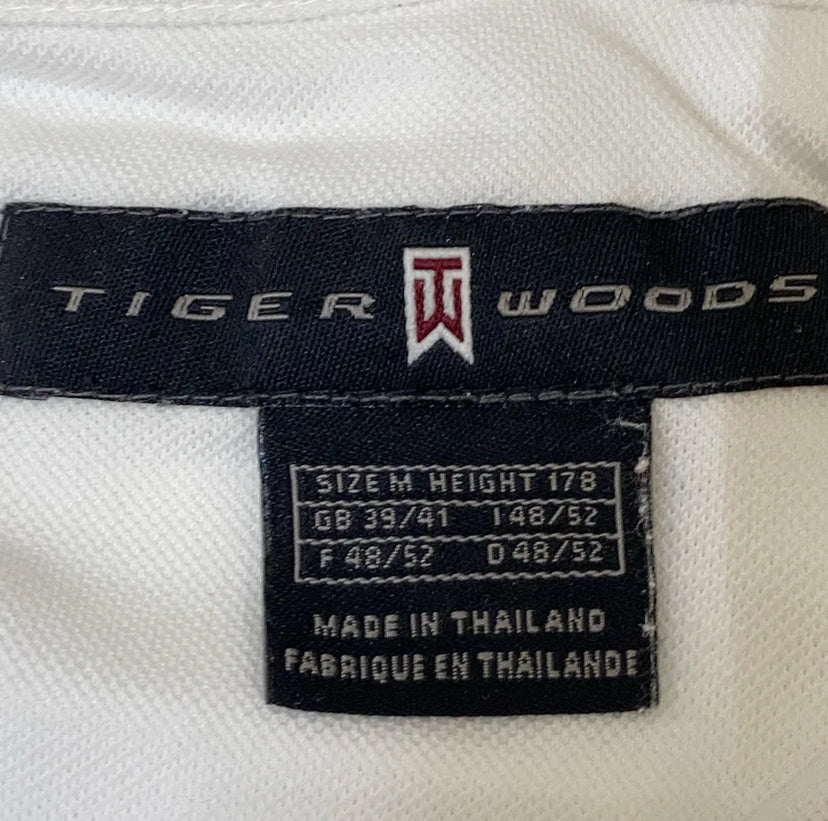 TIGER TW WOODS
SIZE M HEIGHT 178
GB 39/41 I 48/52
F 48/52 D 48/52
MADE IN THAILAND
FABRIQUE EN THAILANDE